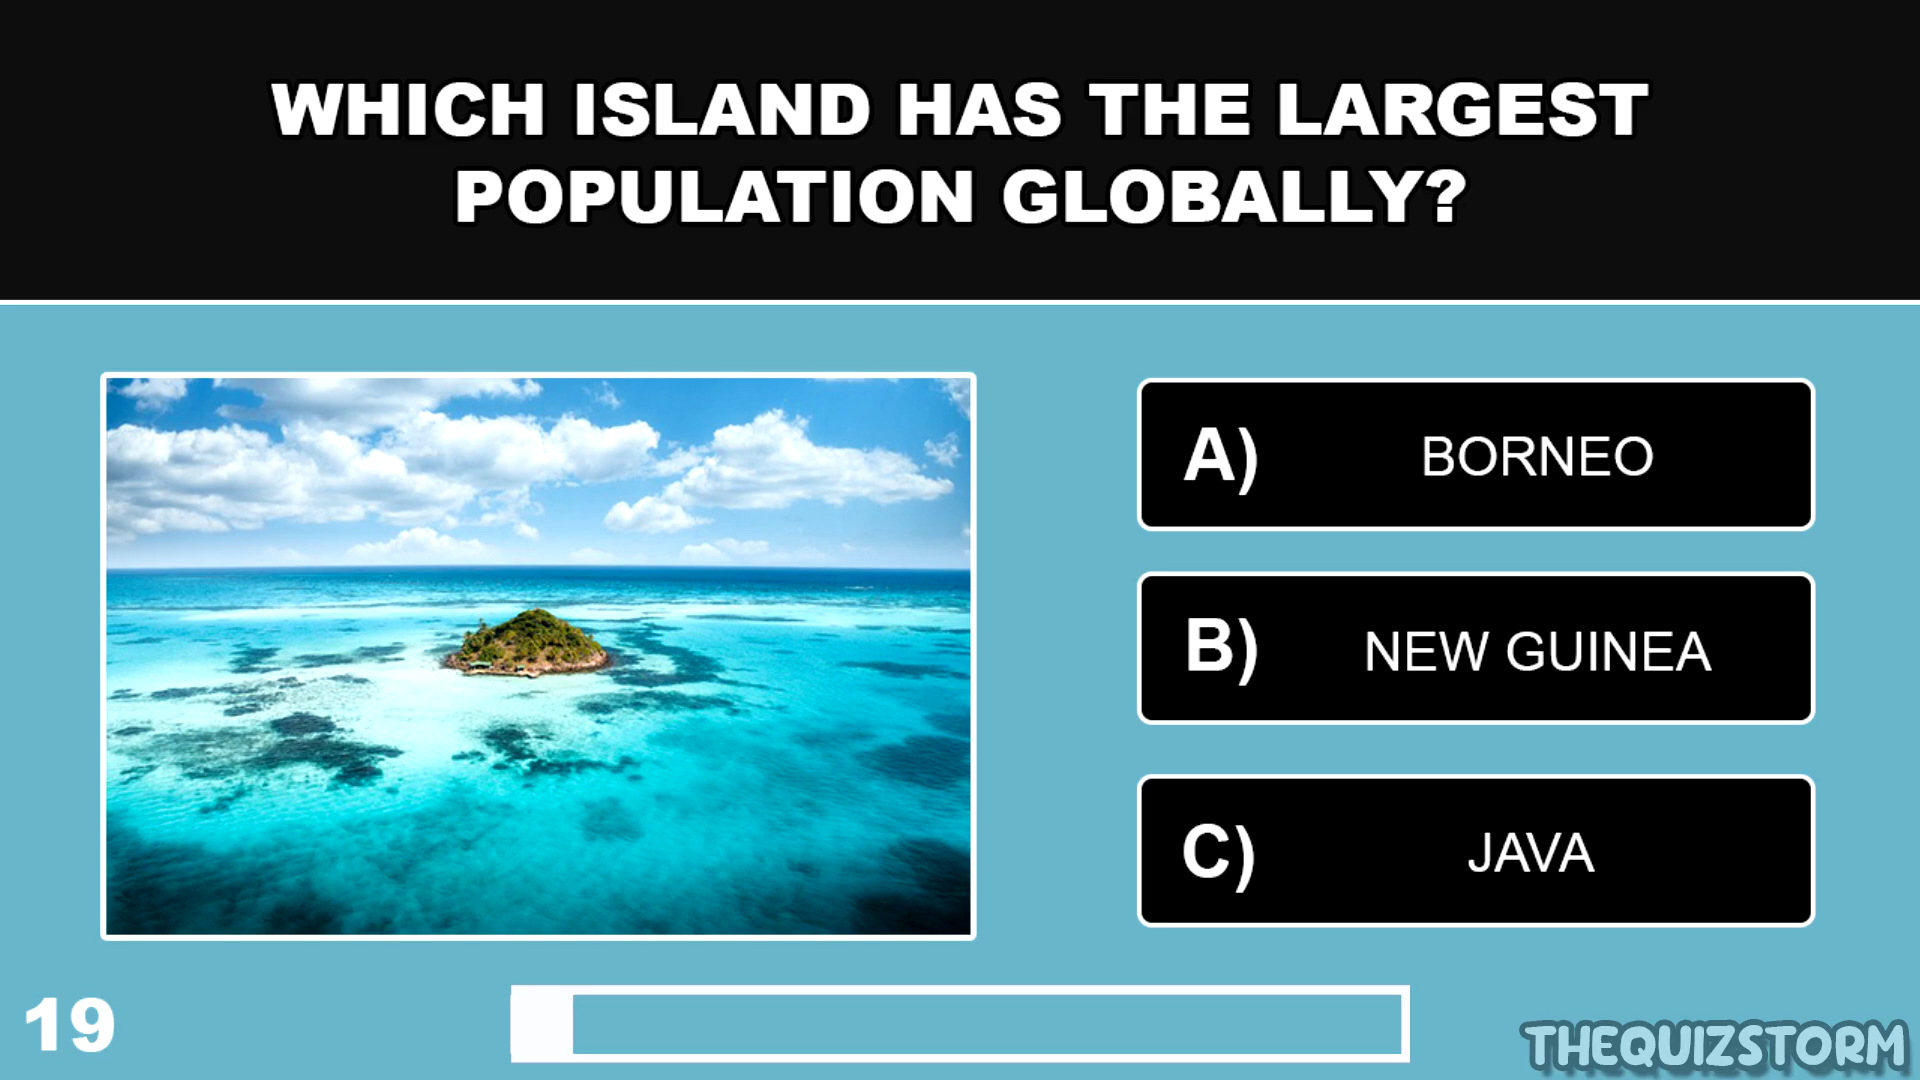 WHICH ISLAND HAS THE LARGEST
POPULATION GLOBALLY?
A) BORNEO
B) NEW GUINEA
C) JAVA
19
THEQUIZSTORM